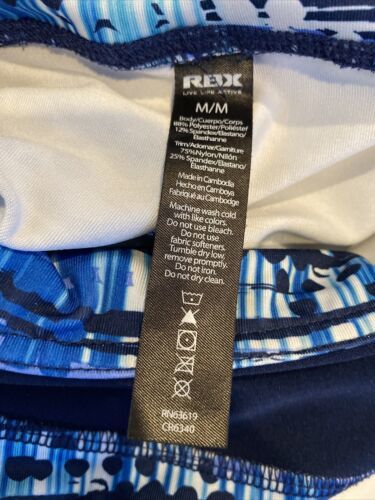 RBX
LIVE LIFE ACTIVE
M/M
Body/Cuerpo/Corps
88% Polyester/Poliéster
12% Spandex/Elastano/
Élasthanne
Trim/Adornar/Garniture
75%Nylon/Nilón
25% Spandex/Elastano/
Élasthanne
Made in Cambodia
Hecho en Camboya
Fabriqué au Cambodge
Machine wash cold
with like colors.
Do not use bleach.
Do not use
fabric softeners.
Tumble dry low,
remove promptly.
Do not iron.
Do not dry clean.
RN63619
CR6340